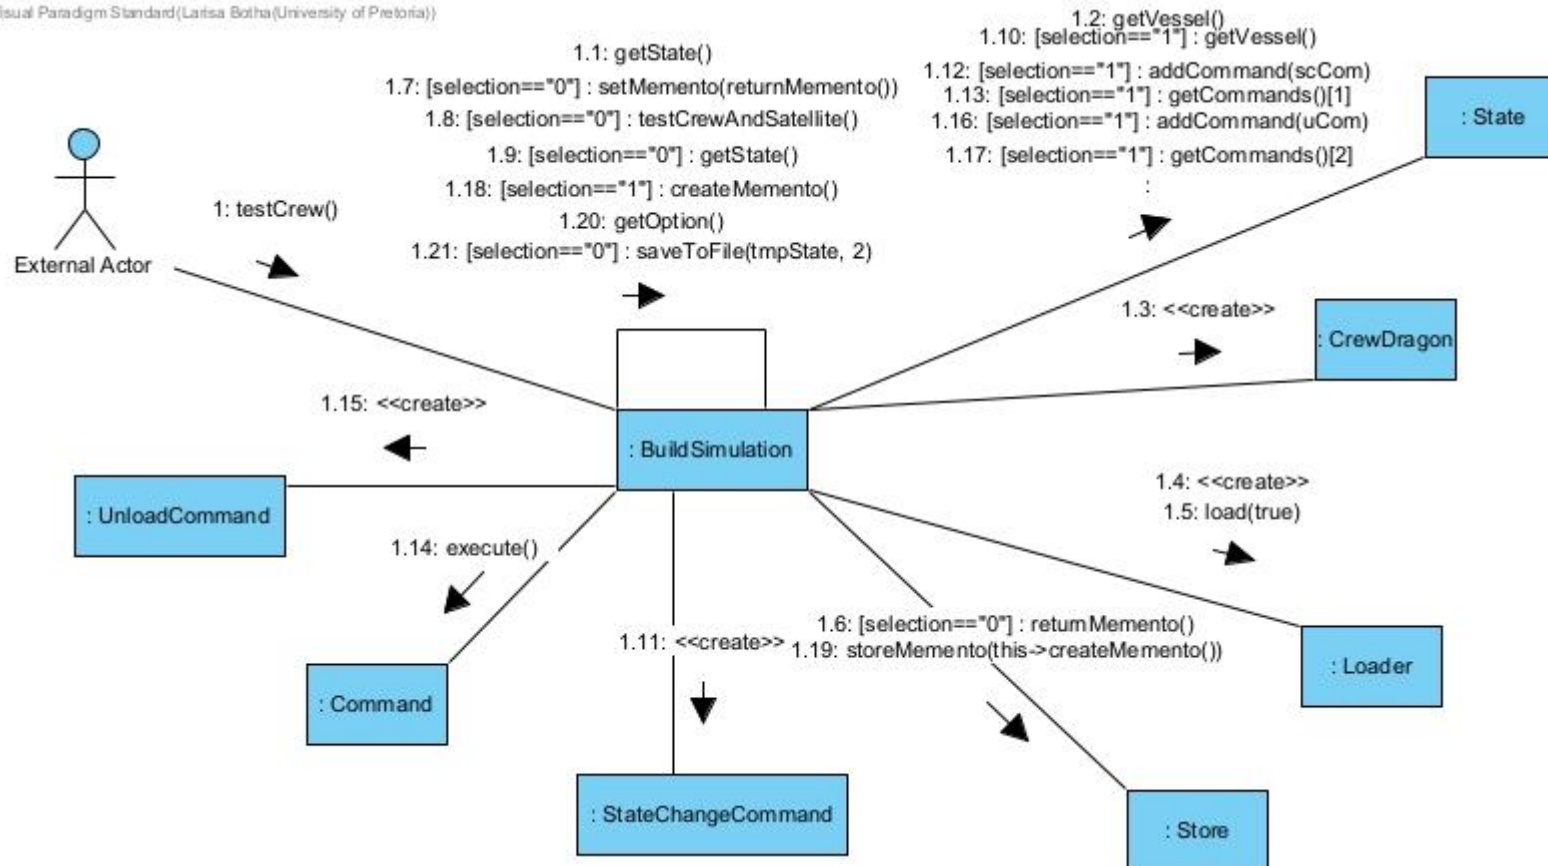 isual Paradigm Standard(Larisa Botha(University of Pretoria))
1.1: getState()
1.7: [selection=="0"] : setMemento(returnMemento())
1.8: [selection=="0"] : testCrewAndSatellite()
1.9: [selection=="0"] : getState()
1.18: [selection=="1"] : createMemento()
1.20: getOption()
1.21: [selection=="0"] : saveToFile(tmpState, 2)
1.2: getVessel()
1.10: [selection=="1"] : getVessel()
1.12: [selection=="1"] : addCommand(scCom)
1.13: [selection=="1"] : getCommands()[1]
1.16: [selection=="1"] : addCommand(uCom)
1.17: [selection=="1"] : getCommands()[2]
:
: State
1: testCrew()
External Actor
1.3: <<create>>
: CrewDragon
1.15: <<create>>
: BuildSimulation
: UnloadCommand
1.4: <<create>>
1.5: load(true)
1.14: execute()
1.11: <<create>>
1.6: [selection=="0"] : returnMemento()
1.19: storeMemento(this->createMemento())
: Loader
: Command
: StateChangeCommand
: Store